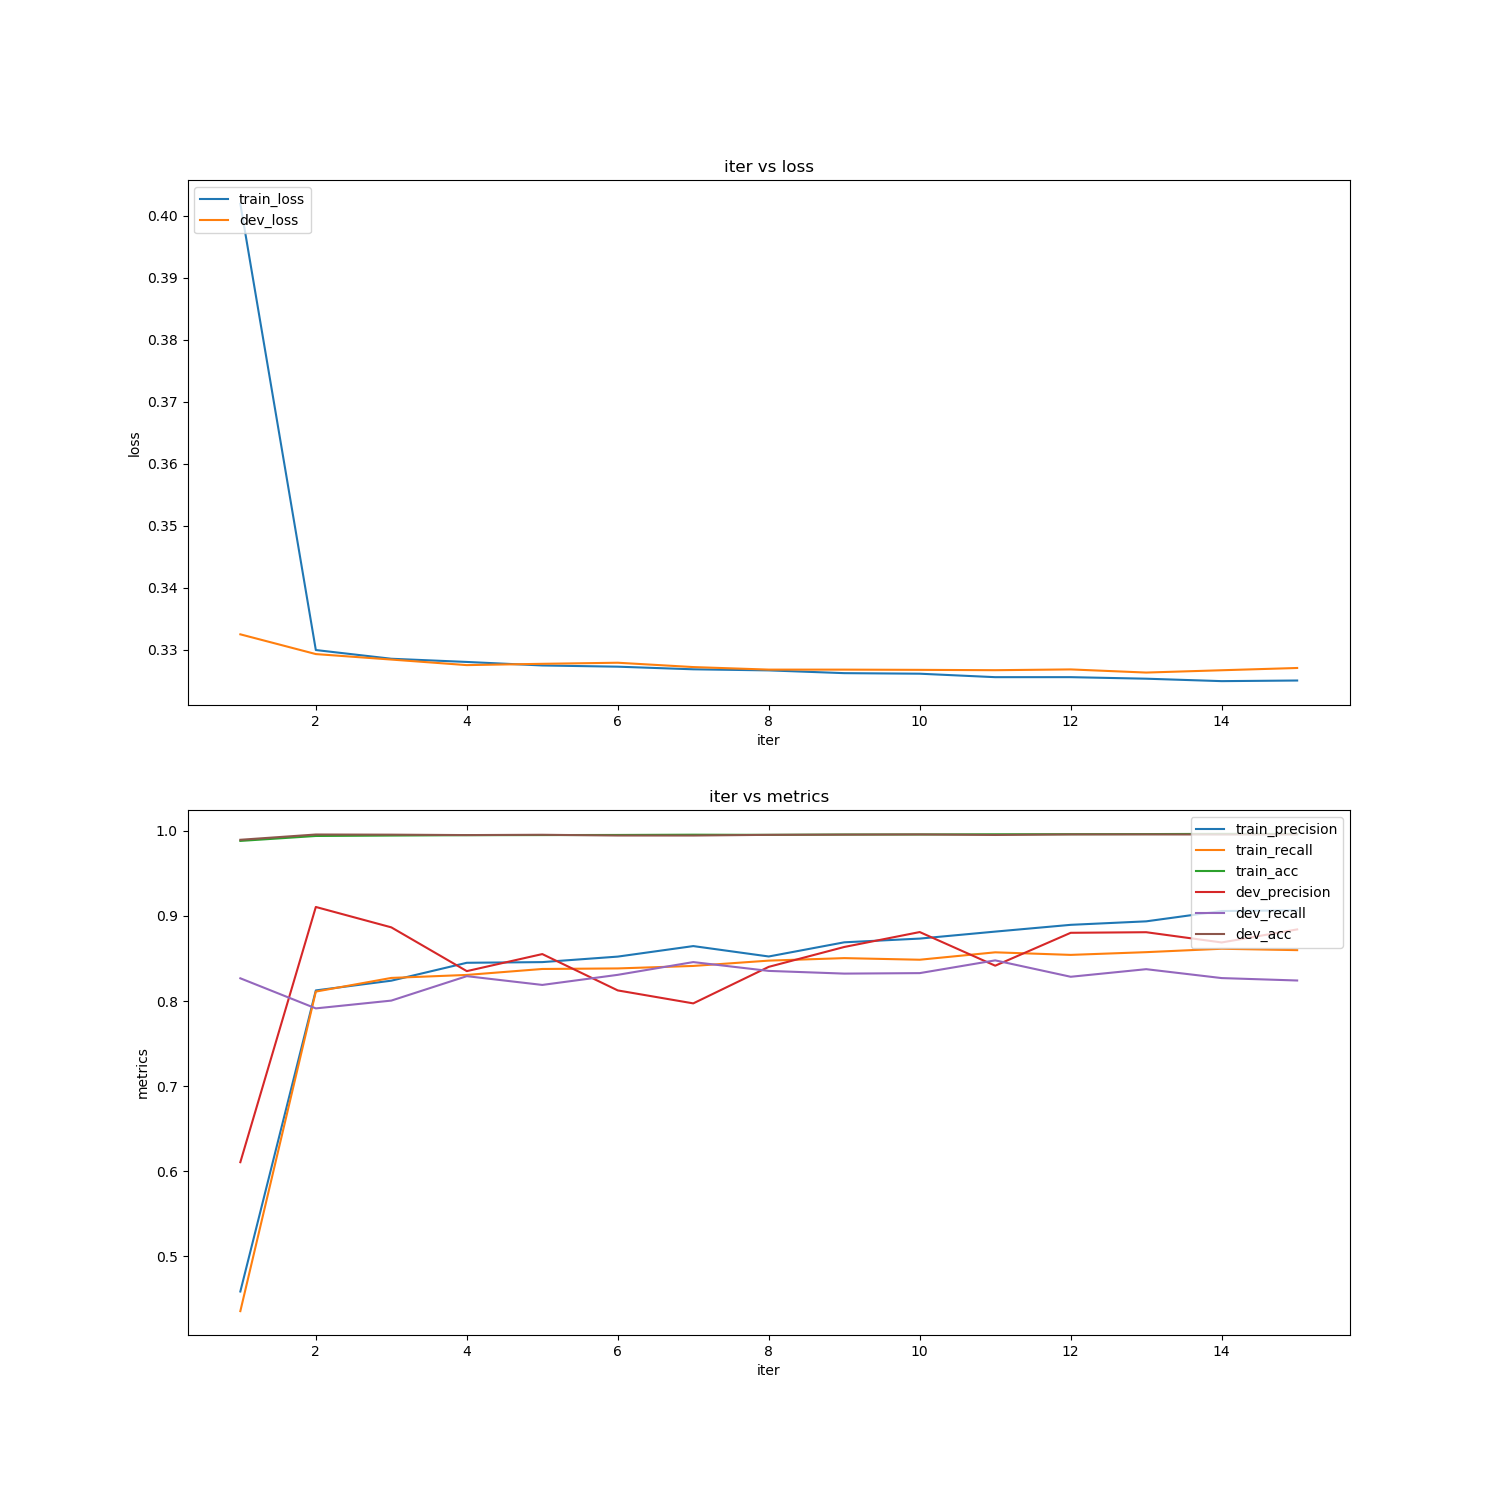 iter vs loss
train_loss
dev_loss
0.40
0.39
0.38
0.37
0.36
0.35
0.34
0.33
loss
2 4 6 8 10 12 14
iter
iter vs metrics
train_precision
train_recall
train_acc
dev_precision
dev_recall
dev_acc
1.0
0.9
0.8
0.7
0.6
0.5
metrics
2 4 6 8 10 12 14
iter